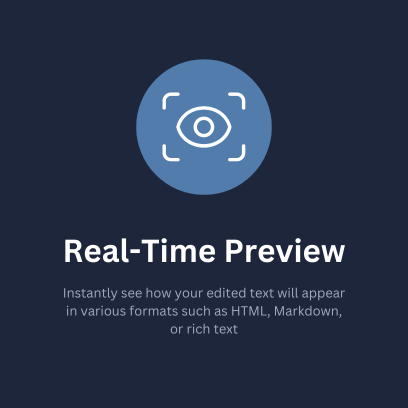 Real-Time Preview
Instantly see how your edited text will appear
in various formats such as HTML, Markdown,
or rich text